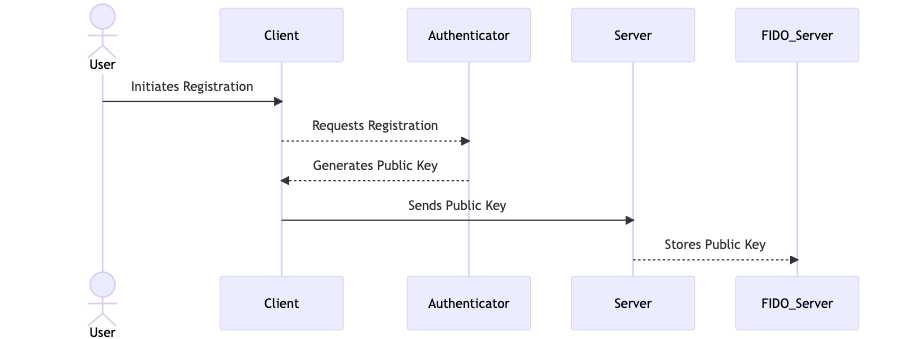 Client
Authenticator
Server
FIDO_Server
User
Initiates Registration
Requests Registration
Generates Public Key
Sends Public Key
Stores Public Key
Client
Authenticator
Server
FIDO_Server
User